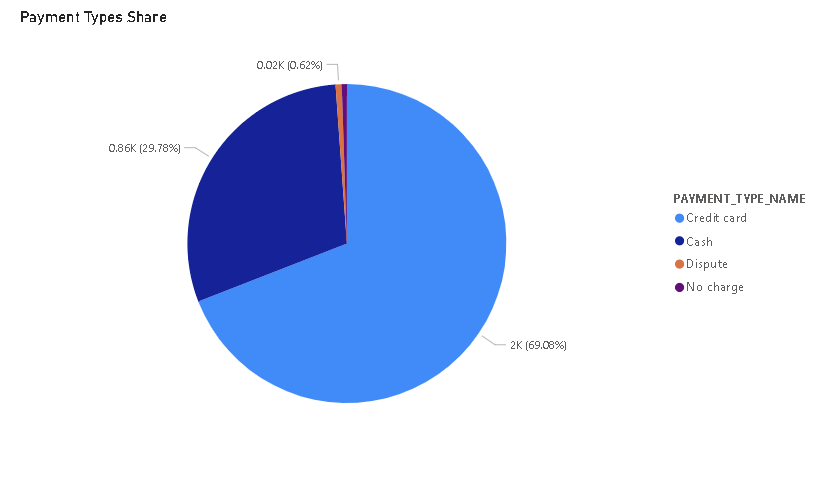 Payment Types Share
0.02K (0.62%)
0.86K (29.78%)
2K (69.08%)
PAYMENT_TYPE_NAME
Credit card
Cash
Dispute
No charge